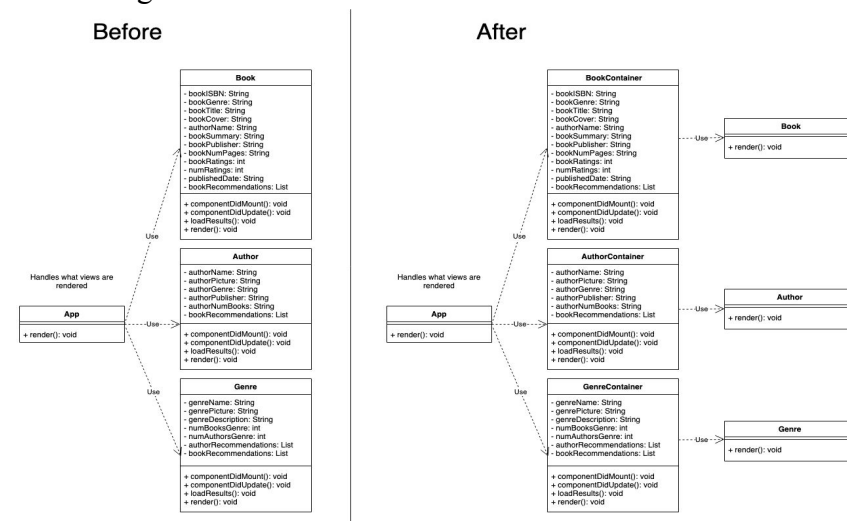 Before
Book
- bookISBN: String
- bookGenre: String
- bookTitle: String
- bookCover: String
- authorName: String
- bookSummary: String
- bookPublisher: String
- bookNumPages: String
- bookRatings: int
- numRatings: int
- publishedDate: String
- bookRecommendations: List
+ componentDidMount(): void
+ componentDidUpdate(): void
+ loadResults(): void
+ render(): void
Use
Author
- authorName: String
- authorPicture: String
- authorGenre: String
- authorPublisher: String
- authorNumBooks: String
- bookRecommendations: List
+ componentDidMount(): void
+ componentDidUpdate(): void
+ loadResults(): void
+ render(): void
Handles what views are
rendered
App
+ render(): void
Use
Use
Genre
- genreName: String
- genrePicture: String
- genreDescription: String
- numBooksGenre: int
- numAuthorsGenre: int
- authorRecommendations: List
- bookRecommendations: List
+ componentDidMount(): void
+ componentDidUpdate(): void
+ loadResults(): void
+ render(): void
After
BookContainer
- bookISBN: String
- bookGenre: String
- bookTitle: String
- bookCover: String
- authorName: String
- bookSummary: String
- bookPublisher: String
- bookNumPages: String
- bookRatings: int
- numRatings: int
- publishedDate: String
- bookRecommendations: List
+ componentDidMount(): void
+ componentDidUpdate(): void
+ loadResults(): void
+ render(): void
Use
Book
+ render(): void
Use
AuthorContainer
- authorName: String
- authorPicture: String
- authorGenre: String
- authorPublisher: String
- authorNumBooks: String
- bookRecommendations: List
+ componentDidMount(): void
+ componentDidUpdate(): void
+ loadResults(): void
+ render(): void
Use
Author
+ render(): void
Handles what views are
rendered
App
+ render(): void
Use
Use
GenreContainer
- genreName: String
- genrePicture: String
- genreDescription: String
- numBooksGenre: int
- numAuthorsGenre: int
- authorRecommendations: List
- bookRecommendations: List
+ componentDidMount(): void
+ componentDidUpdate(): void
+ loadResults(): void
+ render(): void
Use
Genre
+ render(): void